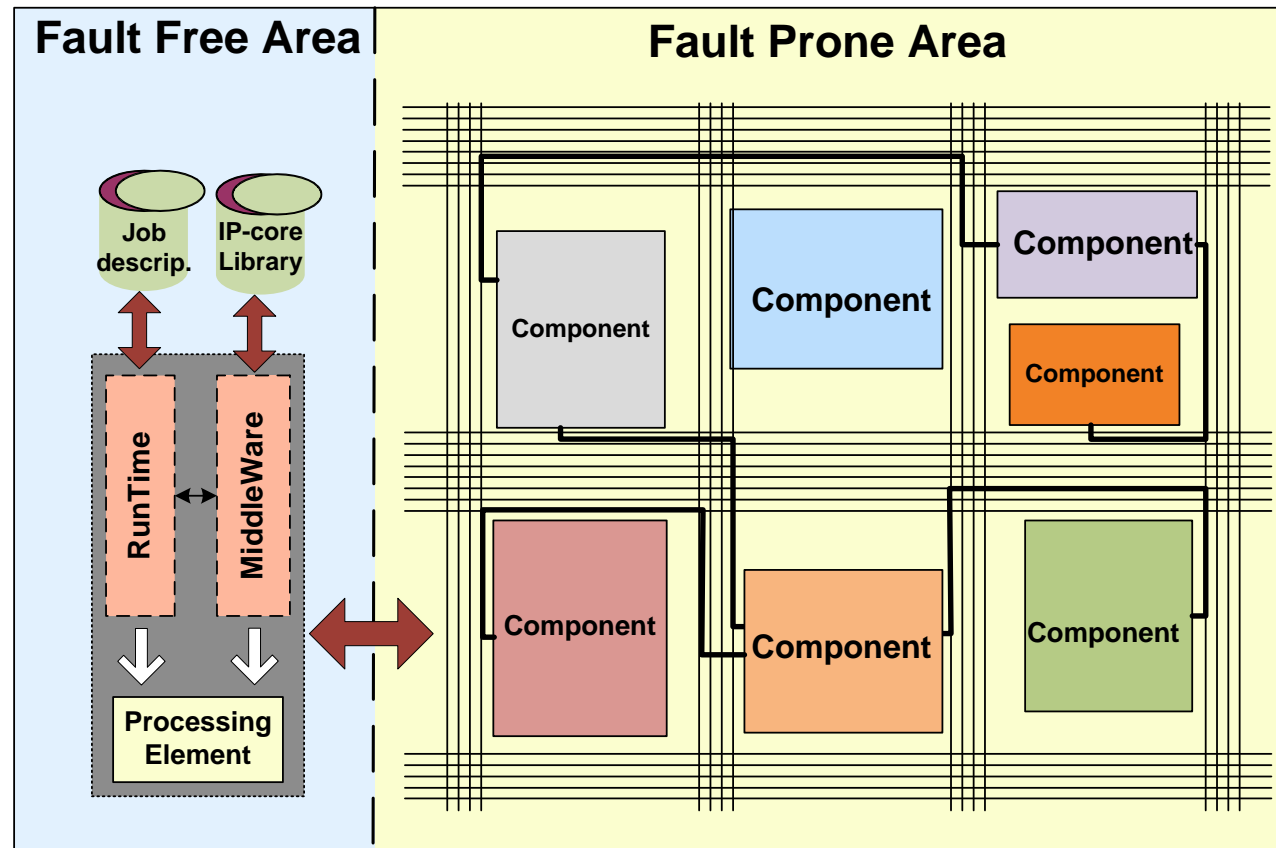 Fault Free Area
Fault Prone Area
Job
descrip.
IP-core
Library
RunTime
MiddleWare
Processing
Element
Component
Component
Component
Component
Component
Component
Component